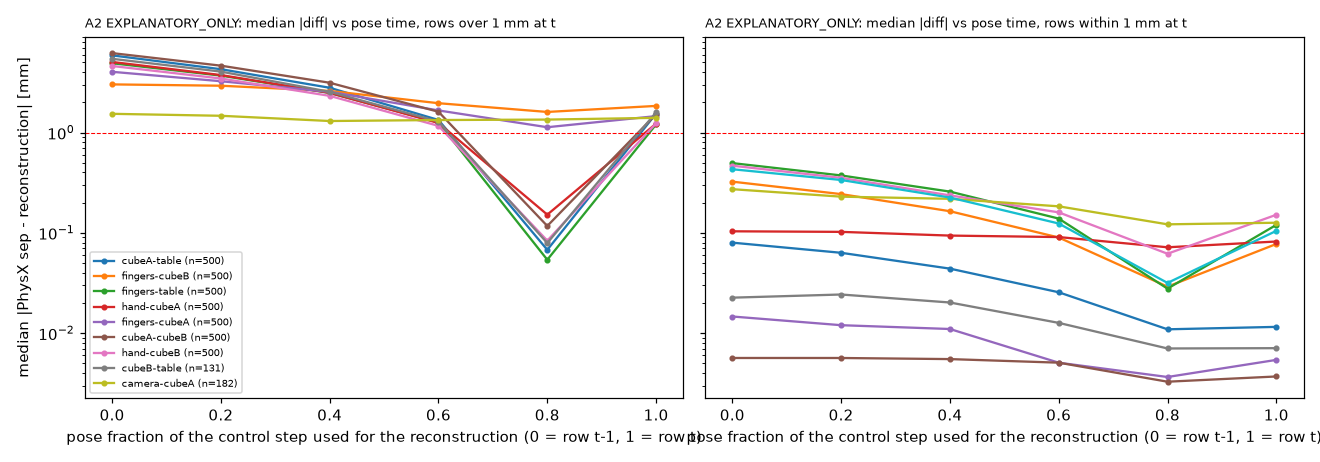 A2 EXPLANATORY_ONLY: median |diff| vs pose time, rows over 1 mm at t
A2 EXPLANATORY_ONLY: median |diff| vs pose time, rows within 1 mm at t
median |PhysX sep - reconstruction| [mm]
10⁰
10⁻¹
10⁻²
cubeA-table (n=500)
fingers-cubeB (n=500)
fingers-table (n=500)
hand-cubeA (n=500)
fingers-cubeA (n=500)
cubeA-cubeB (n=500)
hand-cubeB (n=500)
cubeB-table (n=131)
camera-cubeA (n=182)
0.0 0.2 0.4 0.6 0.8 1.0
0.0 0.2 0.4 0.6 0.8 1.0
pose fraction of the control step used for the reconstruction (0 = row t-1, 1 = row t)
pose fraction of the control step used for the reconstruction (0 = row t-1, 1 = row t)